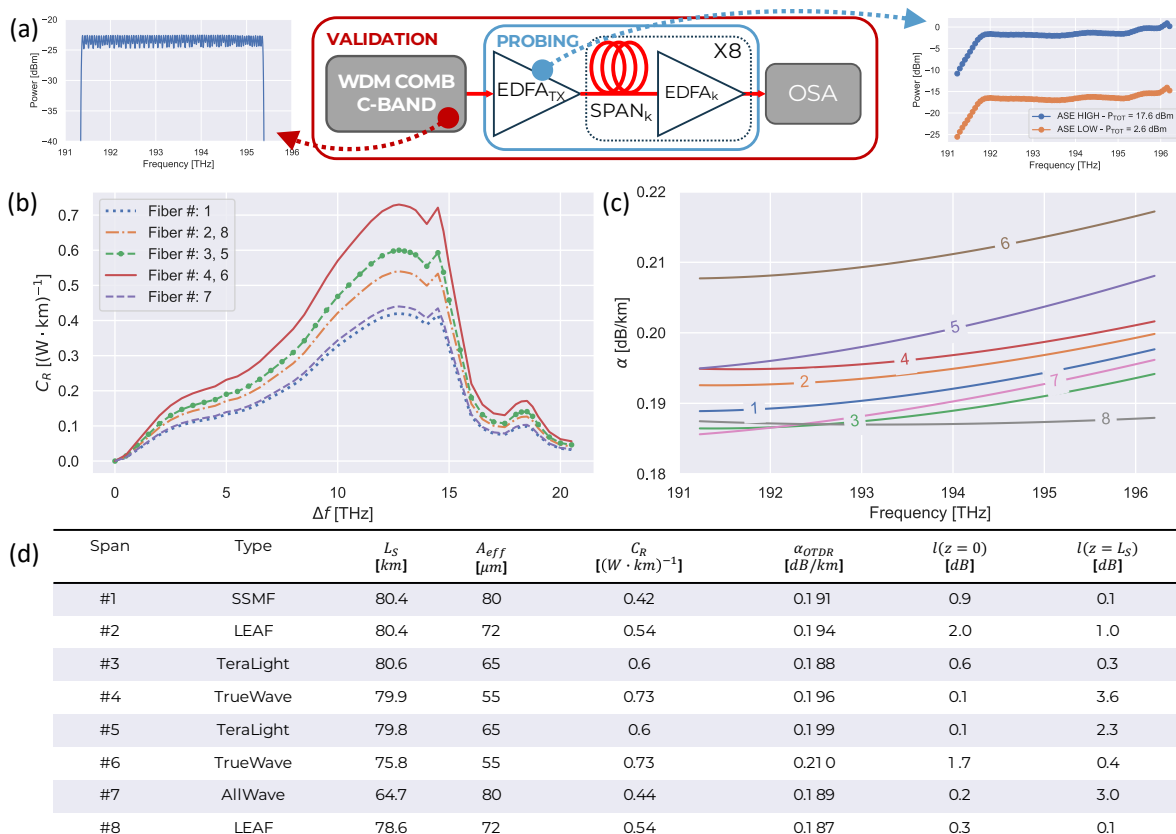 (a)
−20
−25
−30
−35
−40
Power [dBm]
191 192 193 194 195 196
Frequency [THz]
VALIDATION
PROBING
X8
WDM COMB
C-BAND
EDFA_TX
SPAN_k
EDFA_k
OSA
0
−5
−10
−15
−20
−25
Power [dBm]
ASE HIGH - P_TOT = 17.6 dBm
ASE LOW - P_TOT = 2.6 dBm
191 192 193 194 195 196
Frequency [THz]
(b)
0.7
0.6
0.5
0.4
0.3
0.2
0.1
0.0
C_R [(W · km)⁻¹]
Fiber #: 1
Fiber #: 2, 8
Fiber #: 3, 5
Fiber #: 4, 6
Fiber #: 7
0 5 10 15 20
Δf [THz]
(c)
0.22
0.21
0.20
0.19
0.18
α [dB/km]
6
5
4
2
1
7
3
8
191 192 193 194 195 196
Frequency [THz]
(d)
Span Type L_S [km] A_eff [μm] C_R [(W · km)⁻¹] α_OTDR [dB/km] l(z = 0) [dB] l(z = L_S) [dB]
#1 SSMF 80.4 80 0.42 0.191 0.9 0.1
#2 LEAF 80.4 72 0.54 0.194 2.0 1.0
#3 TeraLight 80.6 65 0.6 0.188 0.6 0.3
#4 TrueWave 79.9 55 0.73 0.196 0.1 3.6
#5 TeraLight 79.8 65 0.6 0.199 0.1 2.3
#6 TrueWave 75.8 55 0.73 0.210 1.7 0.4
#7 AllWave 64.7 80 0.44 0.189 0.2 3.0
#8 LEAF 78.6 72 0.54 0.187 0.3 0.1